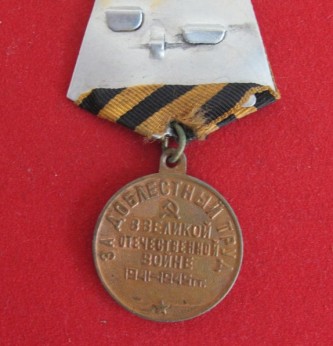 ЗА ДОБЛЕСТНЫЙ ТРУД
В ВЕЛИКОЙ
ОТЕЧЕСТВЕННОЙ
ВОЙНЕ
1941-1945 гг.